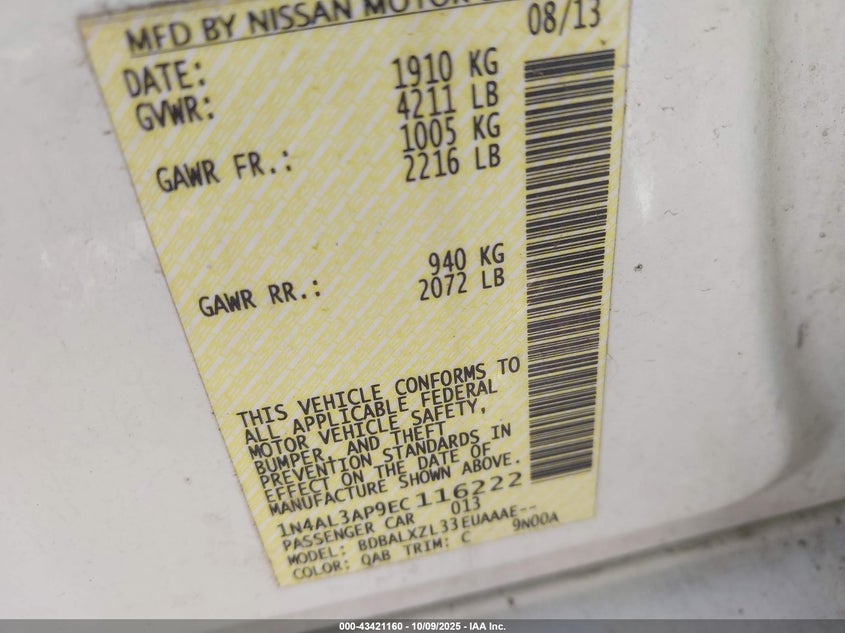 MFD BY NISSAN MOTOR
DATE: 08/13
GVWR: 1910 KG
4211 LB
GAWR FR.: 1005 KG
2216 LB
GAWR RR.: 940 KG
2072 LB
THIS VEHICLE CONFORMS TO
ALL APPLICABLE FEDERAL
MOTOR VEHICLE SAFETY,
BUMPER, AND THEFT
PREVENTION STANDARDS IN
EFFECT ON THE DATE OF
MANUFACTURE SHOWN ABOVE.
1N4AL3AP9EC116222
PASSENGER CAR 013
MODEL: BDBALXZL33EUAAAE--
COLOR: QAB TRIM: C 9N00A
000-43421160 - 10/09/2025 - IAA Inc.